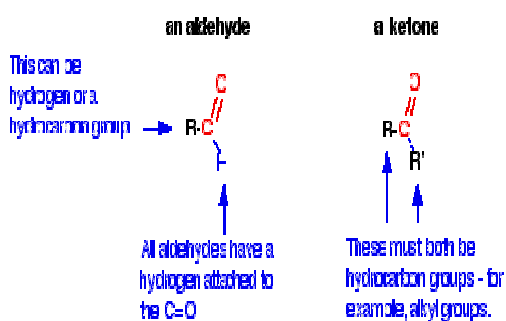 an aldehyde
a ketone
This can be
hydrogen or a
hydrocarbon group
O
R-C
H
O
R-C
R'
All aldehydes have a
hydrogen attached to
the C=O
These must both be
hydrocarbon groups - for
example, alkyl groups.